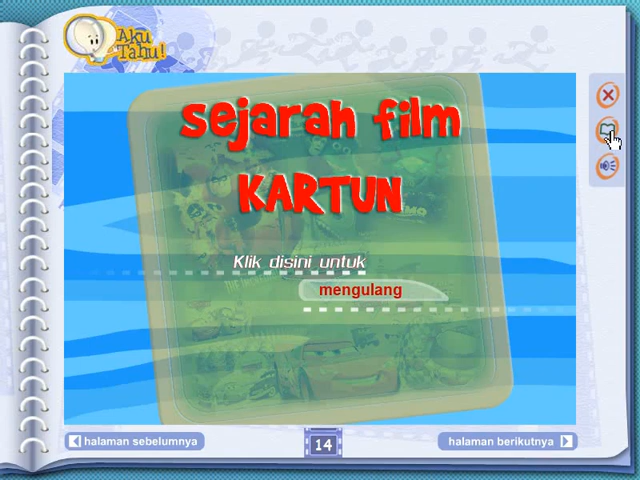 Aku
Tahu!
sejarah film
KARTUN
Klik disini untuk
mengulang
halaman sebelumnya
14
halaman berikutnya